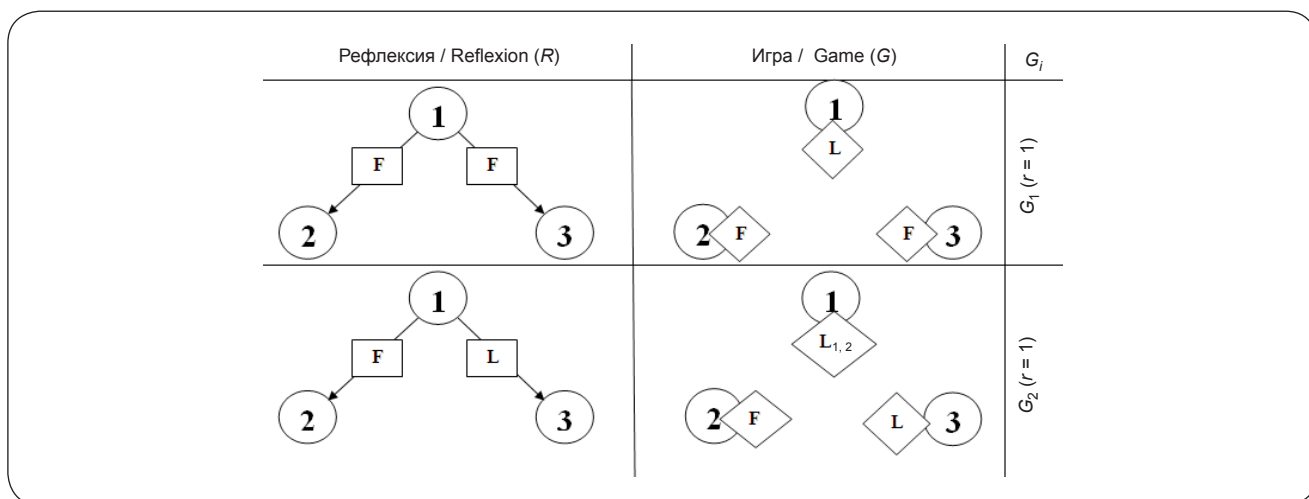 Рефлексия / Reflexion (R)
Игра / Game (G)
Gi
1
F
F
2
3
1
L
2
F
F
3
G1 (r = 1)
1
F
L
2
3
1
L1, 2
2
F
L
3
G2 (r = 1)